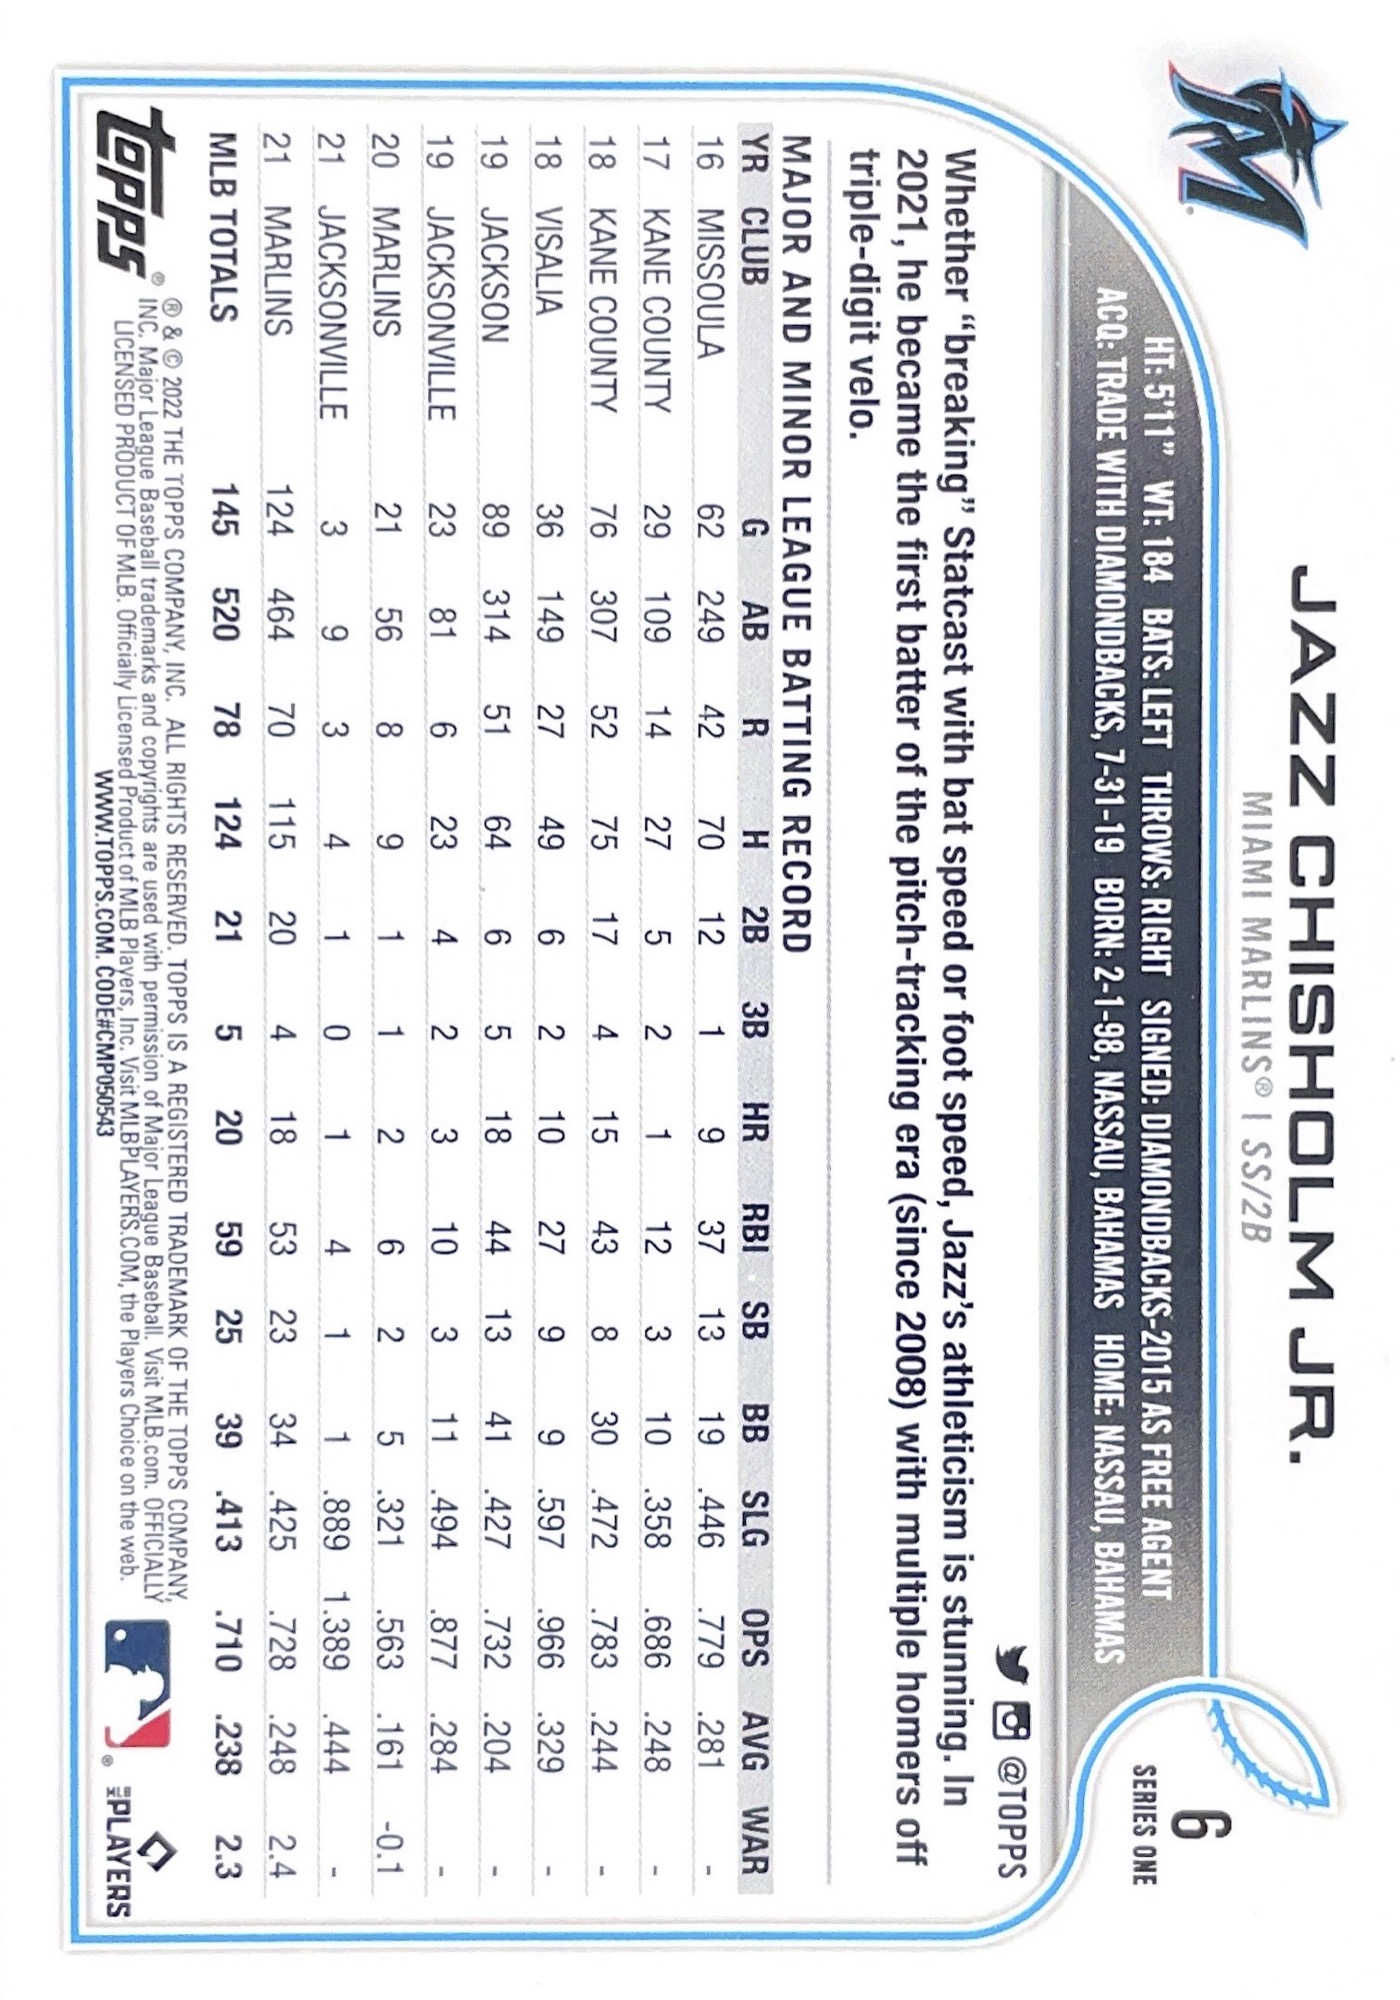 JAZZ CHISHOLM JR.
MIAMI MARLINS® | SS/2B
6
SERIES ONE
HT: 5'11" WT: 184 BATS: LEFT THROWS: RIGHT SIGNED: DIAMONDBACKS-2015 AS FREE AGENT
ACQ: TRADE WITH DIAMONDBACKS, 7-31-19 BORN: 2-1-98, NASSAU, BAHAMAS HOME: NASSAU, BAHAMAS
@TOPPS
Whether “breaking” Statcast with bat speed or foot speed, Jazz’s athleticism is stunning. In
2021, he became the first batter of the pitch-tracking era (since 2008) with multiple homers off
triple-digit velo.
MAJOR AND MINOR LEAGUE BATTING RECORD
YR CLUB G AB R H 2B 3B HR RBI SB BB SLG OPS AVG WAR
16 MISSOULA 62 249 42 70 12 1 9 37 13 19 .446 .779 .281 -
17 KANE COUNTY 29 109 14 27 5 2 1 12 3 10 .358 .686 .248 -
18 KANE COUNTY 76 307 52 75 17 4 15 43 8 30 .472 .783 .244 -
18 VISALIA 36 149 27 49 6 2 10 27 9 9 .597 .966 .329 -
19 JACKSON 89 314 51 64 6 5 18 44 13 41 .427 .732 .204 -
19 JACKSONVILLE 23 81 6 23 4 2 3 10 3 11 .494 .877 .284 -
20 MARLINS 21 56 8 9 1 1 2 6 2 5 .321 .563 .161 -0.1
21 JACKSONVILLE 3 9 3 4 1 0 1 4 1 1 .889 1.389 .444 -
21 MARLINS 124 464 70 115 20 4 18 53 23 34 .425 .728 .248 2.4
MLB TOTALS 145 520 78 124 21 5 20 59 25 39 .413 .710 .238 2.3
topps®
® & © 2022 THE TOPPS COMPANY, INC. ALL RIGHTS RESERVED. TOPPS IS A REGISTERED TRADEMARK OF THE TOPPS COMPANY,
INC. Major League Baseball trademarks and copyrights are used with permission of Major League Baseball. Visit MLB.com. OFFICIALLY
LICENSED PRODUCT OF MLB. Officially Licensed Product of MLB Players, Inc. Visit MLBPLAYERS.COM, the Players Choice on the web.
WWW.TOPPS.COM. CODE#CMP050543
MLB PLAYERS